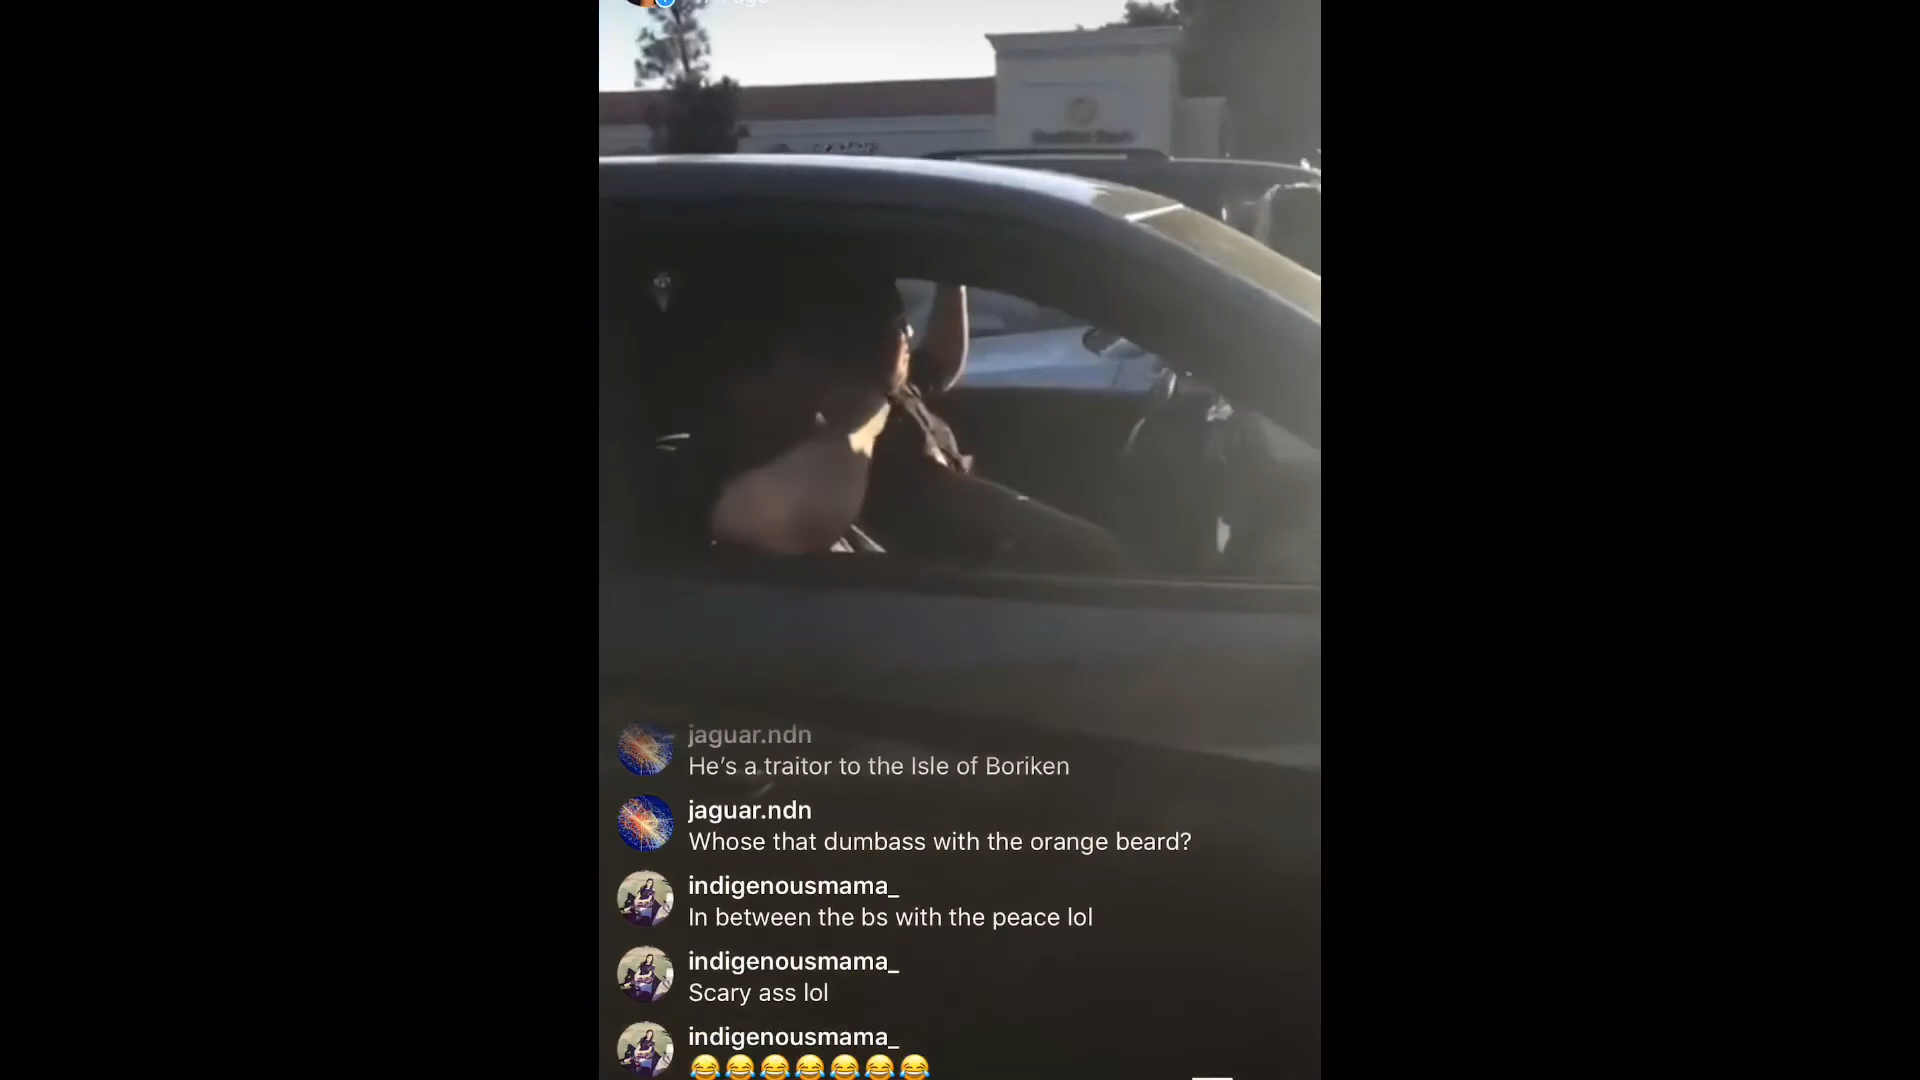 jaguar.ndn
He's a traitor to the Isle of Boriken
jaguar.ndn
Whose that dumbass with the orange beard?
indigenousmama_
In between the bs with the peace lol
indigenousmama_
Scary ass lol
indigenousmama_
😂😂😂😂😂😂😂